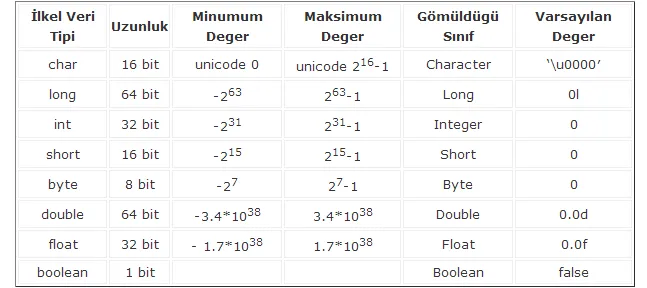 İlkel Veri Tipi Uzunluk Minumum Deger Maksimum Deger Gömüldügü Sınıf Varsayılan Deger
char 16 bit unicode 0 unicode 2^16-1 Character '\u0000'
long 64 bit -2^63 2^63-1 Long 0l
int 32 bit -2^31 2^31-1 Integer 0
short 16 bit -2^15 2^15-1 Short 0
byte 8 bit -2^7 2^7-1 Byte 0
double 64 bit -3.4*10^38 3.4*10^38 Double 0.0d
float 32 bit - 1.7*10^38 1.7*10^38 Float 0.0f
boolean 1 bit Boolean false